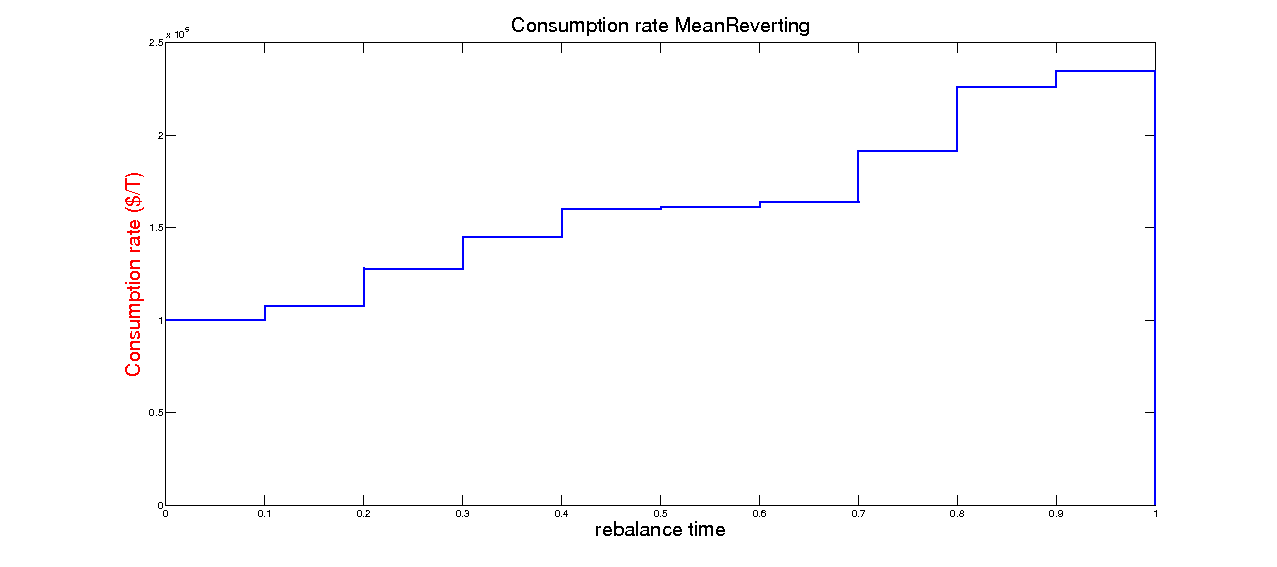 Consumption rate MeanReverting
x 10⁵
2.5
2
1.5
1
0.5
0
Consumption rate ($/T)
0 0.1 0.2 0.3 0.4 0.5 0.6 0.7 0.8 0.9 1
rebalance time